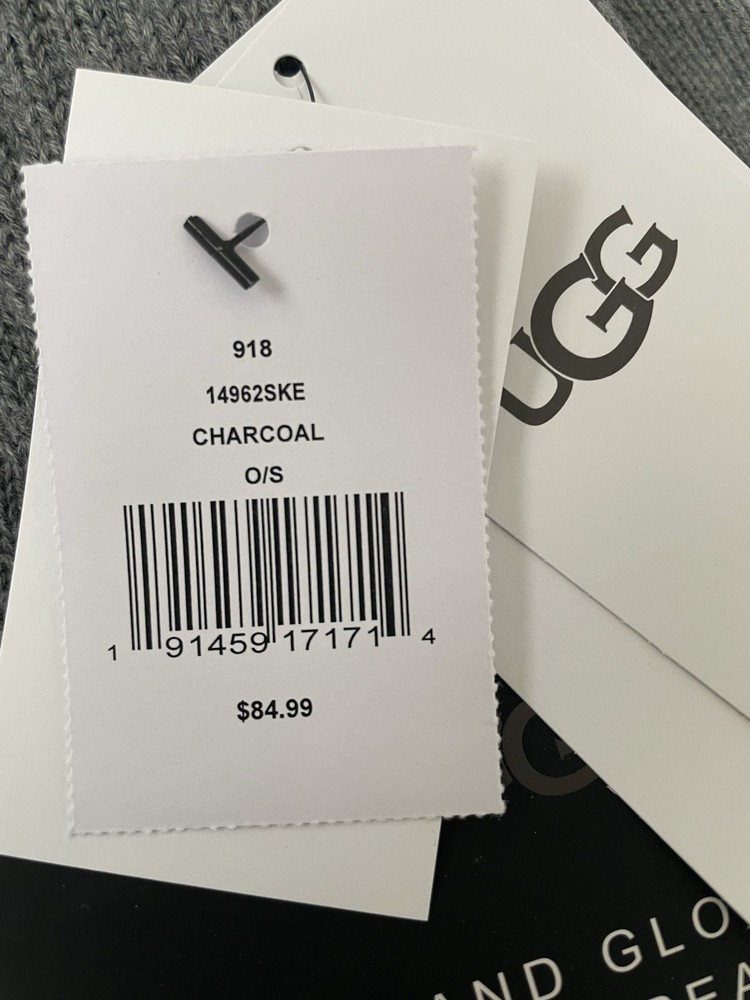 918
14962SKE
CHARCOAL
O/S
1 91459 17171 4
$84.99
UGG
AND GLO